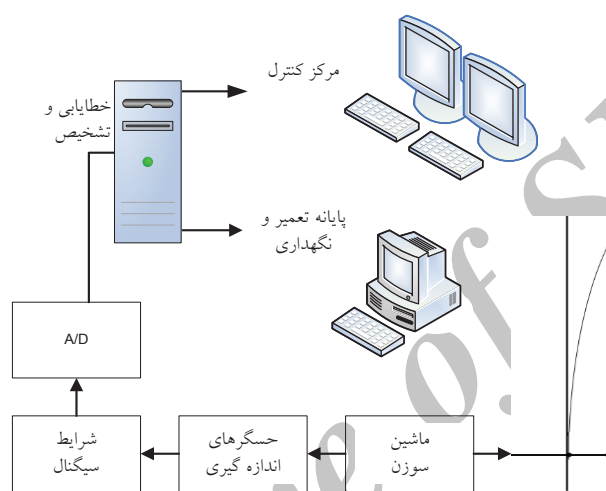 مرکز کنترل
خطایابی و
تشخیص
پایانه تعمیر و
نگهداری
A/D
شرایط
سیگنال
حسگرهای
اندازه گیری
ماشین
سوزن